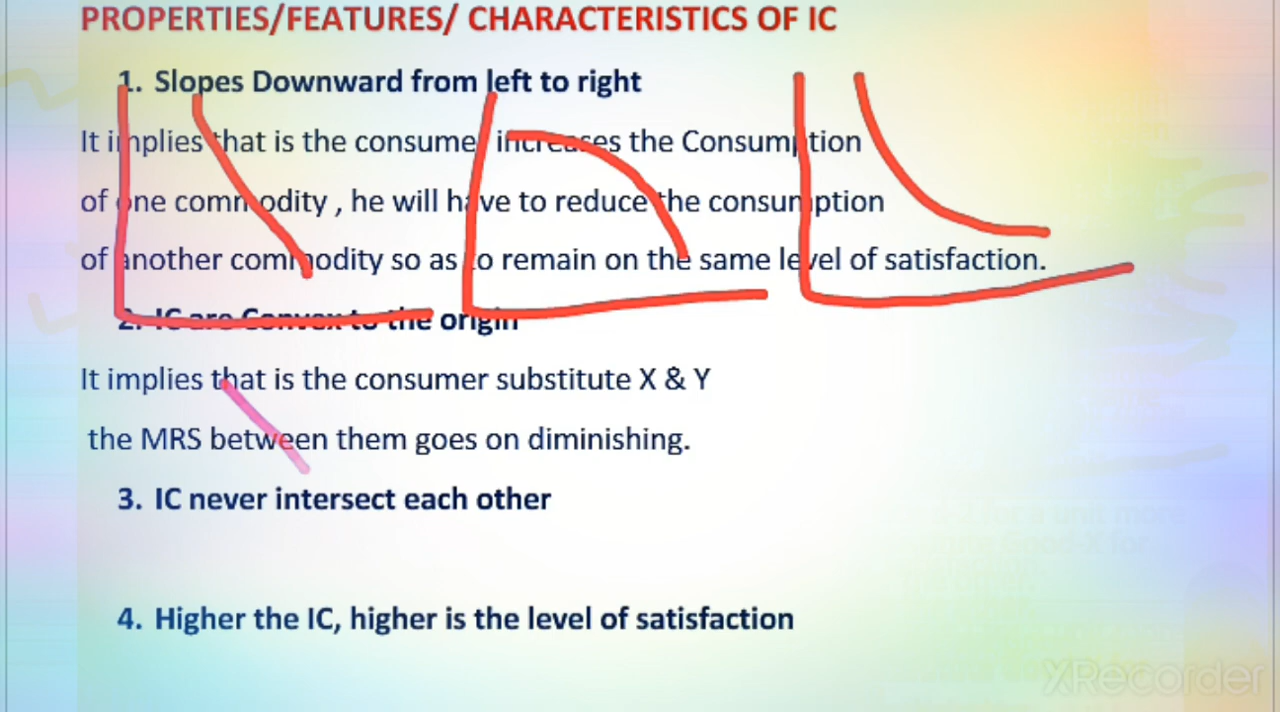 PROPERTIES/FEATURES/ CHARACTERISTICS OF IC
1. Slopes Downward from left to right
It implies that is the consumer increases the Consumption
of one commodity , he will have to reduce the consumption
of another commodity so as to remain on the same level of satisfaction.
2. IC are Convex to the origin
It implies that is the consumer substitute X & Y
the MRS between them goes on diminishing.
3. IC never intersect each other
4. Higher the IC, higher is the level of satisfaction
XRecorder